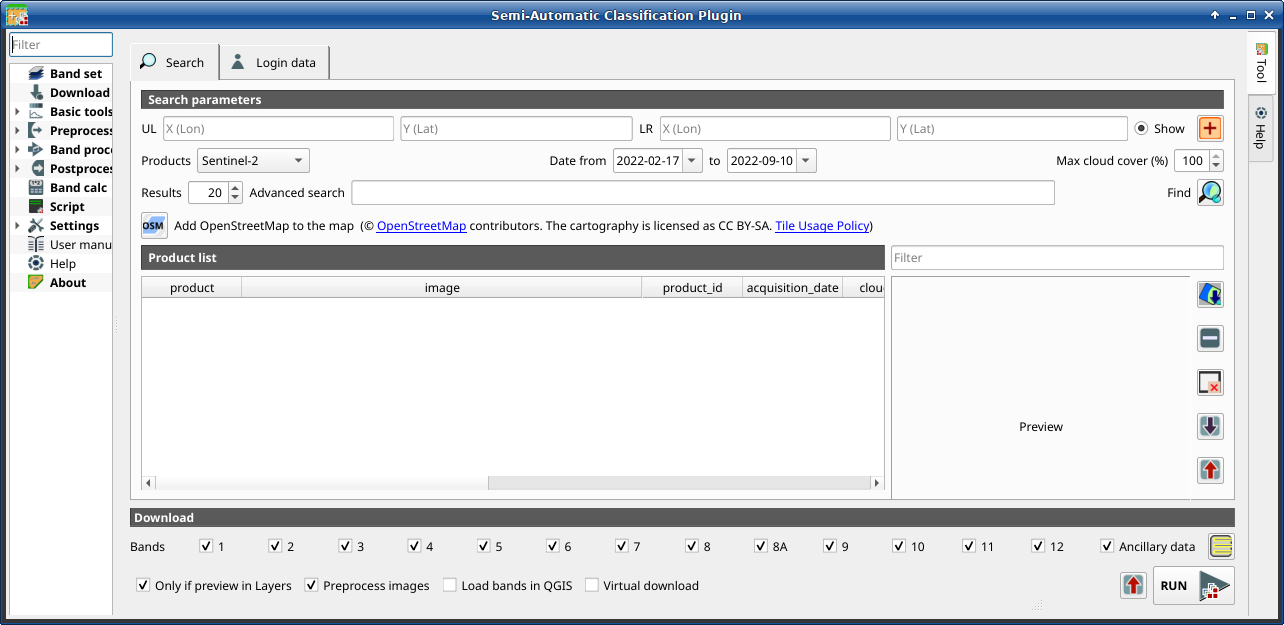 Semi-Automatic Classification Plugin
Filter
Band set
Download
Basic tools
Preprocess
Band proc
Postproces
Band calc
Script
Settings
User manu
Help
About
Search
Login data
Search parameters
UL X (Lon) Y (Lat) LR X (Lon) Y (Lat) Show
Products Sentinel-2 Date from 2022-02-17 to 2022-09-10 Max cloud cover (%) 100
Results 20 Advanced search Find
OSM Add OpenStreetMap to the map (© OpenStreetMap contributors. The cartography is licensed as CC BY-SA. Tile Usage Policy)
Product list
Filter
product image product_id acquisition_date clou
Preview
Download
Bands 1 2 3 4 5 6 7 8 8A 9 10 11 12 Ancillary data
Only if preview in Layers Preprocess images Load bands in QGIS Virtual download
RUN
Tool
Help